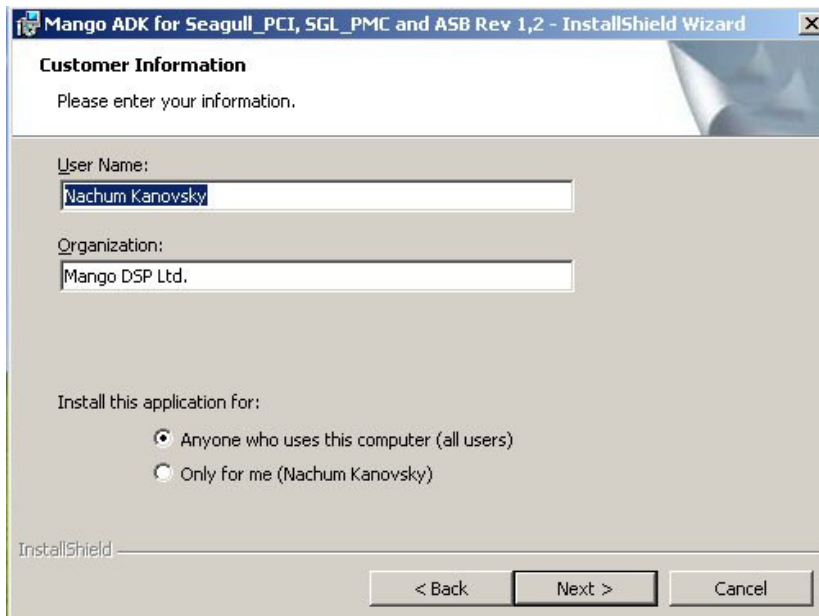 Mango ADK for Seagull_PCI, SGL_PMC and ASB Rev 1,2 - InstallShield Wizard
Customer Information
Please enter your information.
User Name:
Nachum Kanovsky
Organization:
Mango DSP Ltd.
Install this application for:
Anyone who uses this computer (all users)
Only for me (Nachum Kanovsky)
InstallShield
< Back Next > Cancel